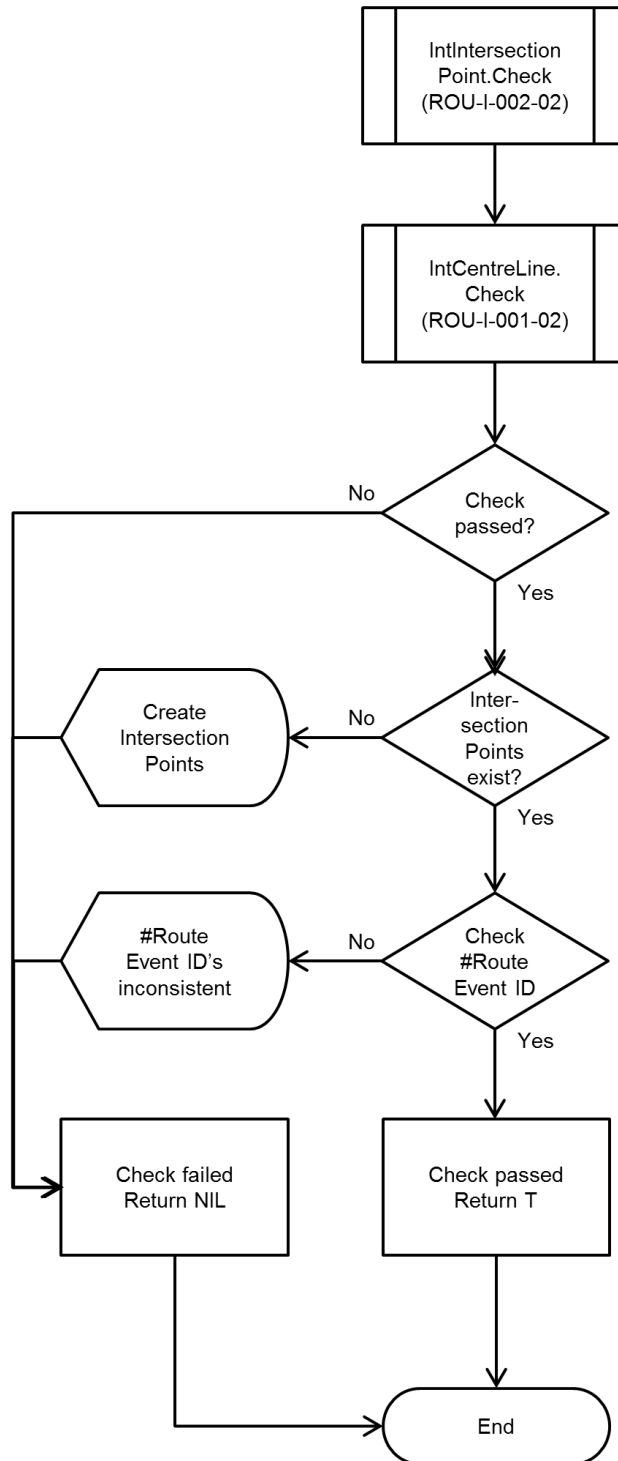 IntIntersection
Point.Check
(ROU-I-002-02)
IntCentreLine.
Check
(ROU-I-001-02)
No
Check
passed?
Yes
Create
Intersection
Points
No
Inter-
section
Points
exist?
Yes
#Route
Event ID's
inconsistent
No
Check
#Route
Event ID
Yes
Check failed
Return NIL
Check passed
Return T
End